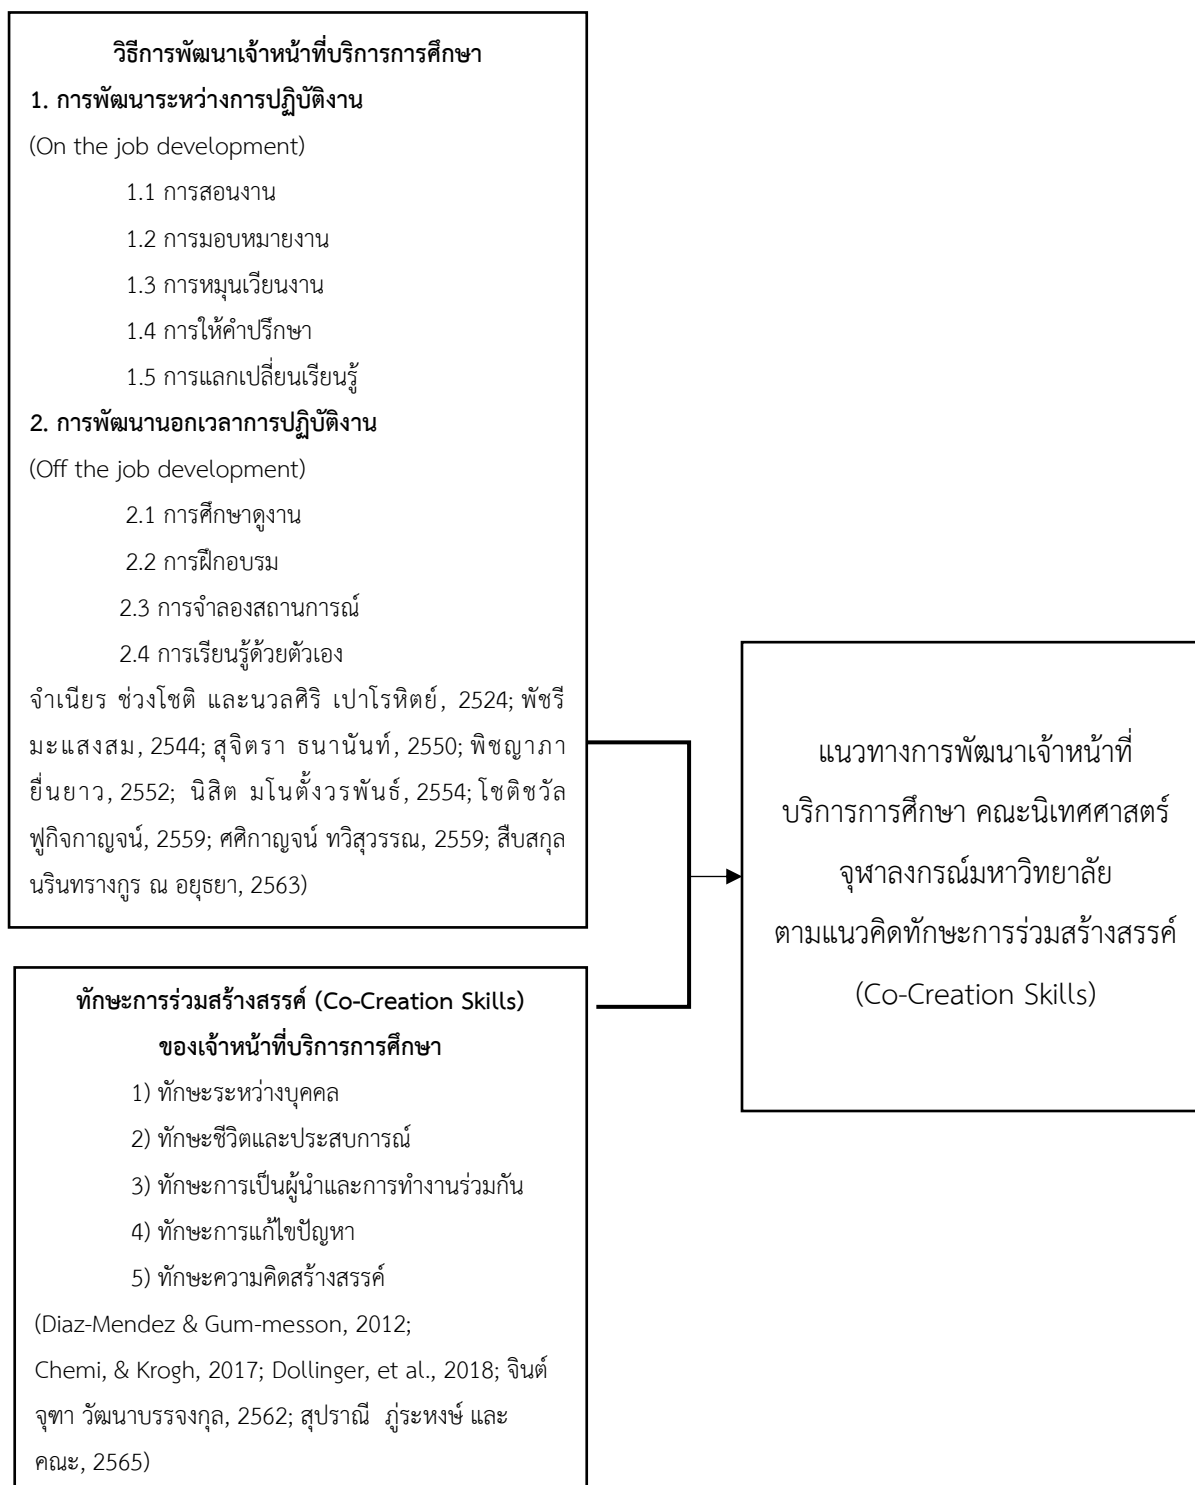 วิธีการพัฒนาเจ้าหน้าที่บริการการศึกษา
1. การพัฒนาระหว่างการปฏิบัติงาน
(On the job development)
1.1 การสอนงาน
1.2 การมอบหมายงาน
1.3 การหมุนเวียนงาน
1.4 การให้คำปรึกษา
1.5 การแลกเปลี่ยนเรียนรู้
2. การพัฒนานอกเวลาการปฏิบัติงาน
(Off the job development)
2.1 การศึกษาดูงาน
2.2 การฝึกอบรม
2.3 การจำลองสถานการณ์
2.4 การเรียนรู้ด้วยตัวเอง
จำเนียร ช่วงโชติ และนวลศิริ เปาโรหิตย์, 2524; พัชรี
มะแสงสม, 2544; สุจิตรา ธนานันท์, 2550; พิชญาภา
ยื่นยาว, 2552; นิสิต มโนตั้งวรพันธ์, 2554; โชติชวัล
ฟูกิจกาญจน์, 2559; ศศิกาญจน์ ทวิสุวรรณ, 2559; สืบสกุล
นรินทรางกูร ณ อยุธยา, 2563)
ทักษะการร่วมสร้างสรรค์ (Co-Creation Skills)
ของเจ้าหน้าที่บริการการศึกษา
1) ทักษะระหว่างบุคคล
2) ทักษะชีวิตและประสบการณ์
3) ทักษะการเป็นผู้นำและการทำงานร่วมกัน
4) ทักษะการแก้ไขปัญหา
5) ทักษะความคิดสร้างสรรค์
(Diaz-Mendez & Gum-messon, 2012;
Chemi, & Krogh, 2017; Dollinger, et al., 2018; จินต์
จุฑา วัฒนาบรรจงกุล, 2562; สุปราณี ภู่ระหงษ์ และ
คณะ, 2565)
แนวทางการพัฒนาเจ้าหน้าที่
บริการการศึกษา คณะนิเทศศาสตร์
จุฬาลงกรณ์มหาวิทยาลัย
ตามแนวคิดทักษะการร่วมสร้างสรรค์
(Co-Creation Skills)